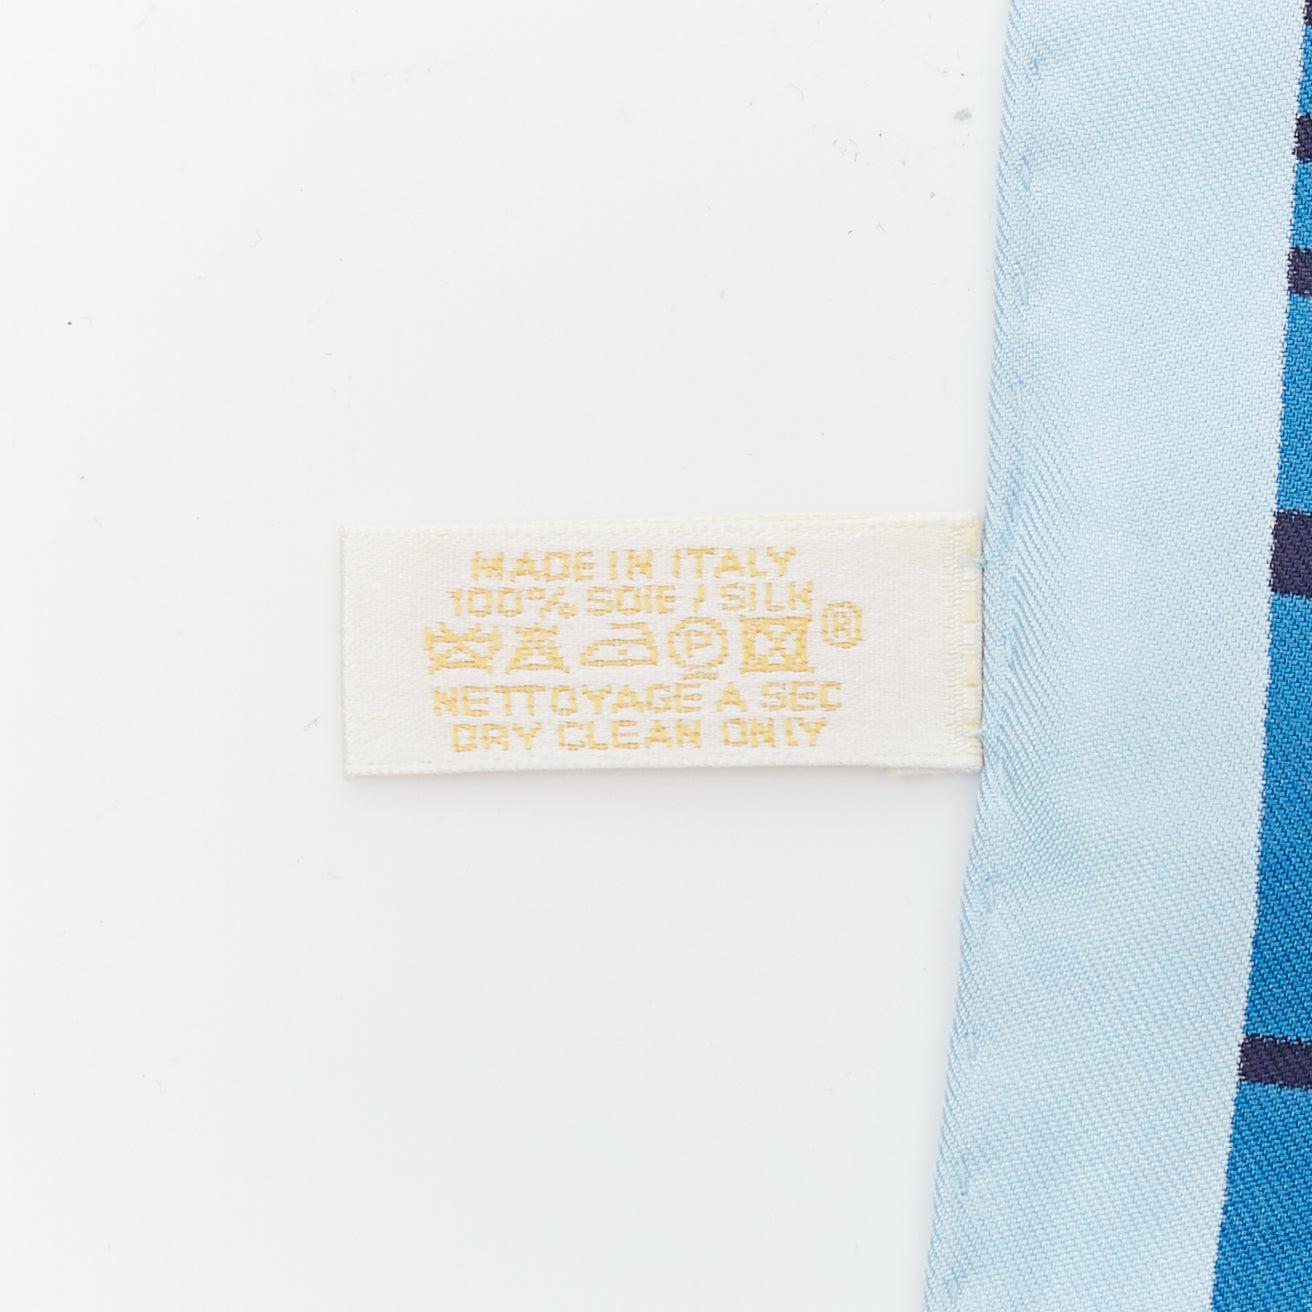 MADE IN ITALY
100% SOIE / SILK
P ®
NETTOYAGE A SEC
DRY CLEAN ONLY